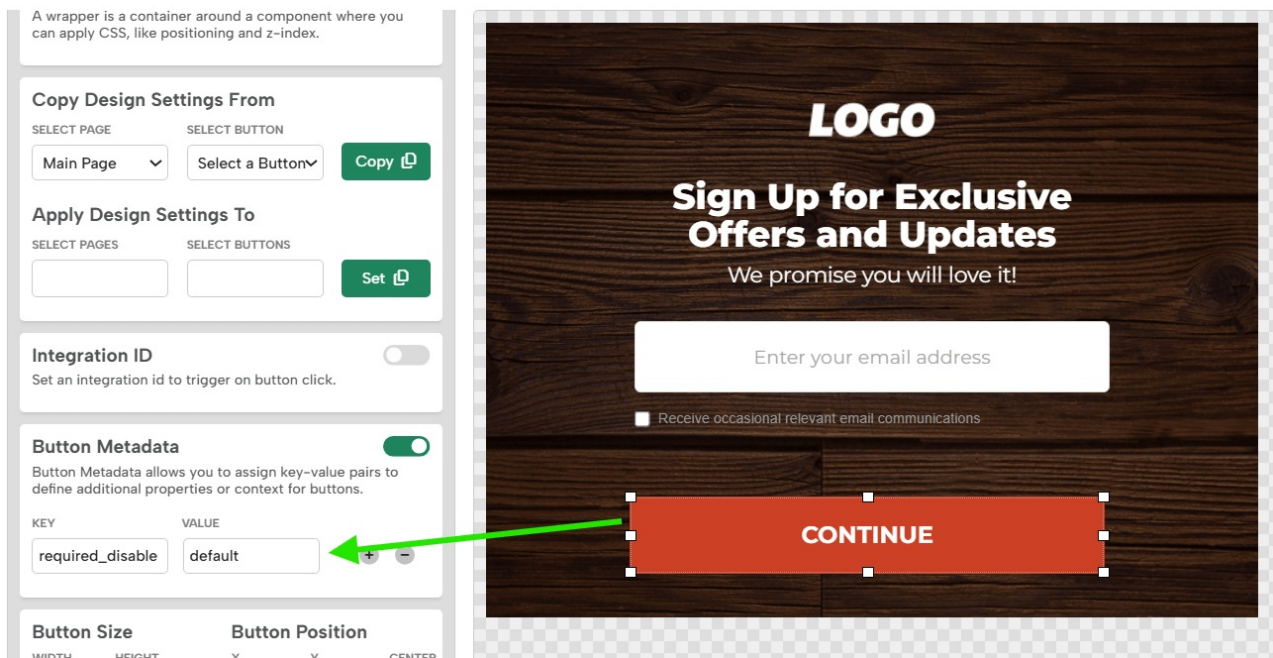 A wrapper is a container around a component where you
can apply CSS, like positioning and z-index.
Copy Design Settings From
SELECT PAGE
SELECT BUTTON
Main Page
Select a Button
Copy
Apply Design Settings To
SELECT PAGES
SELECT BUTTONS
Set
Integration ID
Set an integration id to trigger on button click.
Button Metadata
Button Metadata allows you to assign key-value pairs to
define additional properties or context for buttons.
KEY
VALUE
required_disable
default
+
−
Button Size
Button Position
WIDTH
HEIGHT
X
Y
CENTER
LOGO
Sign Up for Exclusive
Offers and Updates
We promise you will love it!
Enter your email address
Receive occasional relevant email communications
CONTINUE